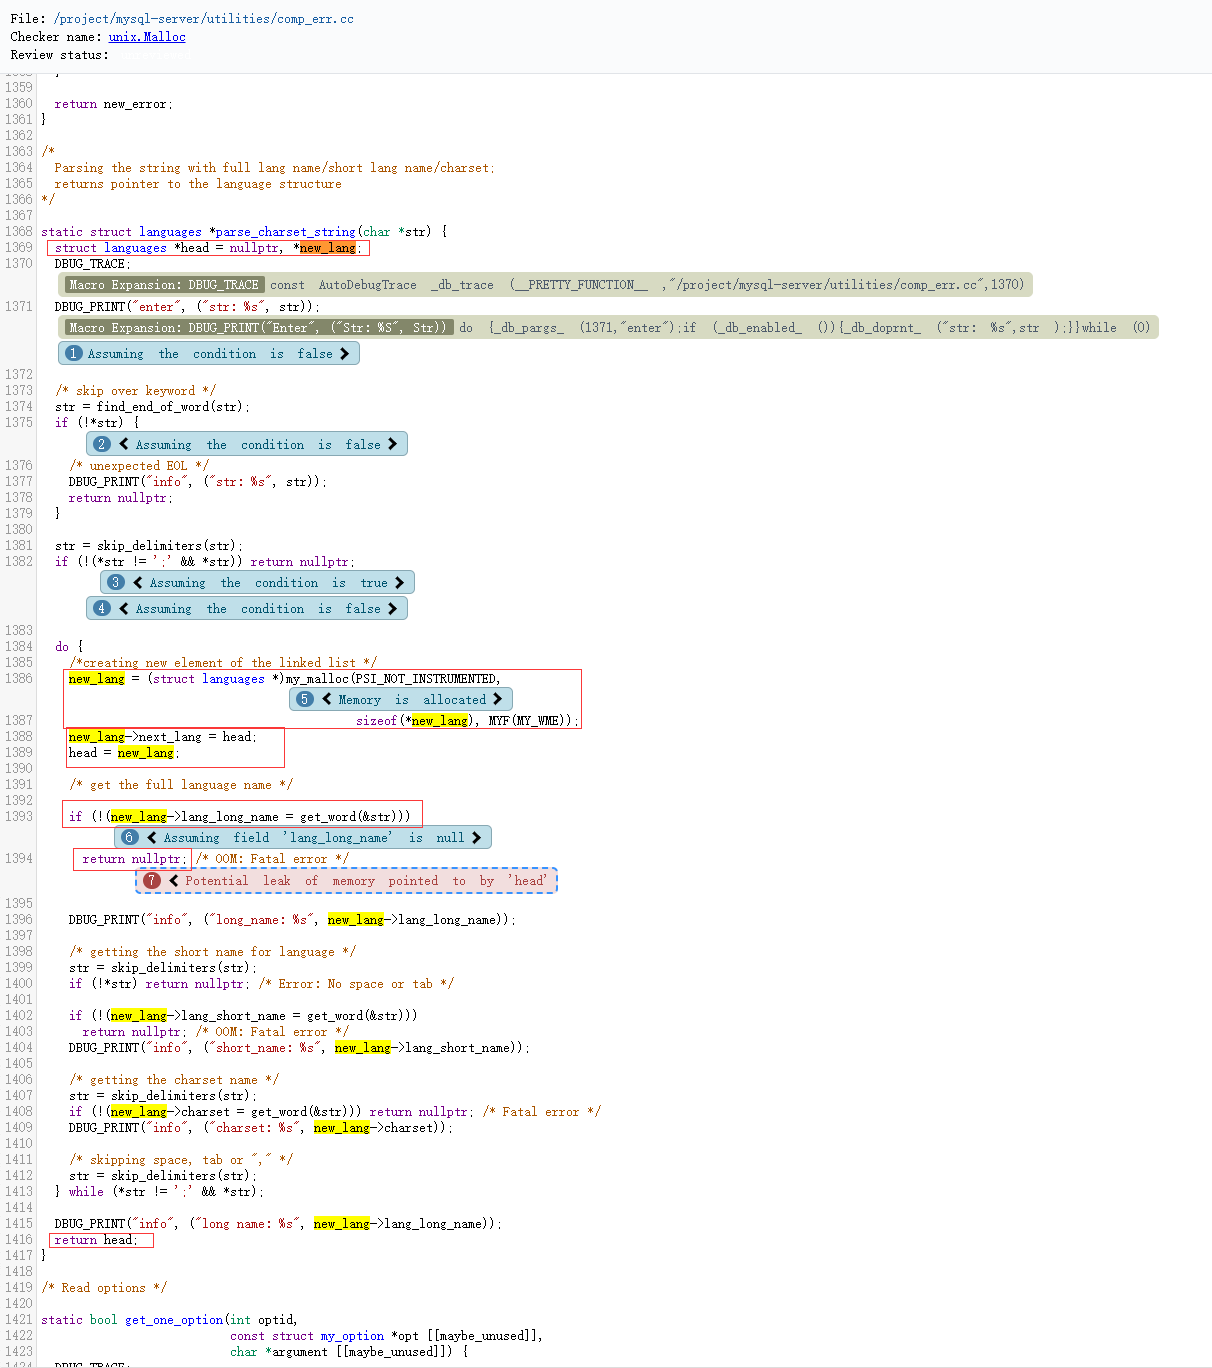 File: /project/mysql-server/utilities/comp_err.cc
Checker name: unix.Malloc
Review status:
1359
1360 return new_error;
1361 }
1362
1363 /*
1364 Parsing the string with full lang name/short lang name/charset;
1365 returns pointer to the language structure
1366 */
1367
1368 static struct languages *parse_charset_string(char *str) {
1369 struct languages *head = nullptr, *new_lang;
1370 DBUG_TRACE;
Macro Expansion: DBUG_TRACE const AutoDebugTrace _db_trace (__PRETTY_FUNCTION__ ,"/project/mysql-server/utilities/comp_err.cc",1370)
1371 DBUG_PRINT("enter", ("str: %s", str));
Macro Expansion: DBUG_PRINT("Enter", ("Str: %S", Str)) do {_db_pargs_ (1371,"enter");if (_db_enabled_ ()){_db_doprnt_ ("str: %s",str );}}while (0)
1 Assuming the condition is false >
1372
1373 /* skip over keyword */
1374 str = find_end_of_word(str);
1375 if (!*str) {
2 < Assuming the condition is false >
1376 /* unexpected EOL */
1377 DBUG_PRINT("info", ("str: %s", str));
1378 return nullptr;
1379 }
1380
1381 str = skip_delimiters(str);
1382 if (!(*str != ';' && *str)) return nullptr;
3 < Assuming the condition is true >
4 < Assuming the condition is false >
1383
1384 do {
1385 /*creating new element of the linked list */
1386 new_lang = (struct languages *)my_malloc(PSI_NOT_INSTRUMENTED,
5 < Memory is allocated >
1387 sizeof(*new_lang), MYF(MY_WME));
1388 new_lang->next_lang = head;
1389 head = new_lang;
1390
1391 /* get the full language name */
1392
1393 if (!(new_lang->lang_long_name = get_word(&str)))
6 < Assuming field 'lang_long_name' is null >
1394 return nullptr; /* OOM: Fatal error */
7 < Potential leak of memory pointed to by 'head'
1395
1396 DBUG_PRINT("info", ("long_name: %s", new_lang->lang_long_name));
1397
1398 /* getting the short name for language */
1399 str = skip_delimiters(str);
1400 if (!*str) return nullptr; /* Error: No space or tab */
1401
1402 if (!(new_lang->lang_short_name = get_word(&str)))
1403 return nullptr; /* OOM: Fatal error */
1404 DBUG_PRINT("info", ("short_name: %s", new_lang->lang_short_name));
1405
1406 /* getting the charset name */
1407 str = skip_delimiters(str);
1408 if (!(new_lang->charset = get_word(&str))) return nullptr; /* Fatal error */
1409 DBUG_PRINT("info", ("charset: %s", new_lang->charset));
1410
1411 /* skipping space, tab or "," */
1412 str = skip_delimiters(str);
1413 } while (*str != ';' && *str);
1414
1415 DBUG_PRINT("info", ("long name: %s", new_lang->lang_long_name));
1416 return head;
1417 }
1418
1419 /* Read options */
1420
1421 static bool get_one_option(int optid,
1422 const struct my_option *opt [[maybe_unused]],
1423 char *argument [[maybe_unused]]) {
1424 DBUG_TRACE;